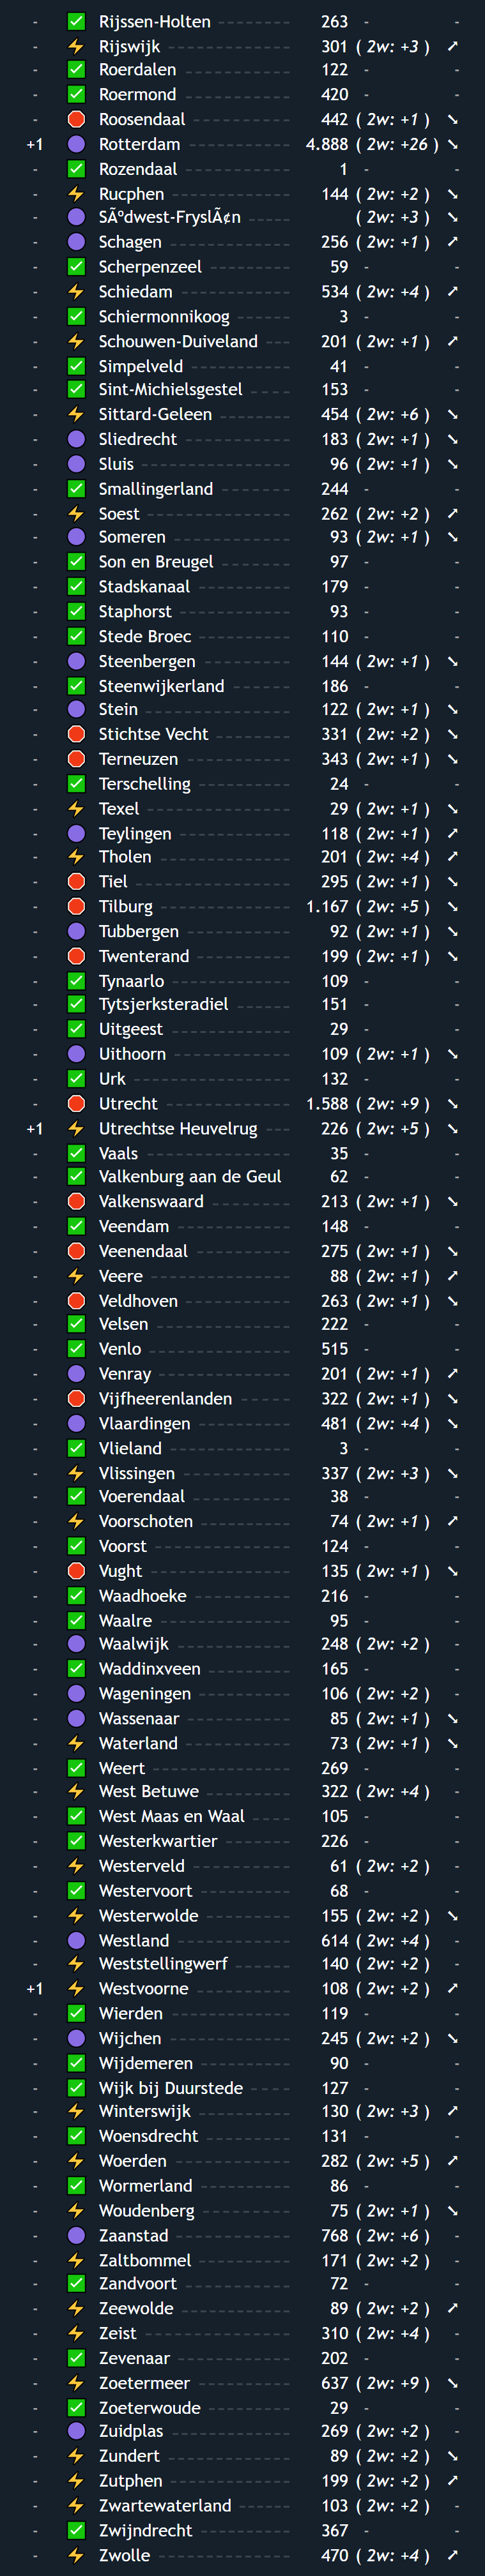 - ✅ Rijssen-Holten 263 - -
- ⚡ Rijswijk 301 ( 2w: +3 ) ➚
- ✅ Roerdalen 122 - -
- ✅ Roermond 420 - -
- 🛑 Roosendaal 442 ( 2w: +1 ) ➘
+1 🟣 Rotterdam 4.888 ( 2w: +26 ) ➘
- ✅ Rozendaal 1 - -
- ⚡ Rucphen 144 ( 2w: +2 ) ➘
- 🟣 SÃºdwest-FryslÃ¢n ( 2w: +3 ) ➘
- 🟣 Schagen 256 ( 2w: +1 ) ➚
- ✅ Scherpenzeel 59 - -
- ⚡ Schiedam 534 ( 2w: +4 ) ➚
- ✅ Schiermonnikoog 3 - -
- ⚡ Schouwen-Duiveland 201 ( 2w: +1 ) ➚
- ✅ Simpelveld 41 - -
- ✅ Sint-Michielsgestel 153 - -
- ⚡ Sittard-Geleen 454 ( 2w: +6 ) ➘
- 🟣 Sliedrecht 183 ( 2w: +1 ) ➘
- 🟣 Sluis 96 ( 2w: +1 ) ➘
- ✅ Smallingerland 244 - -
- ⚡ Soest 262 ( 2w: +2 ) ➚
- 🟣 Someren 93 ( 2w: +1 ) ➘
- ✅ Son en Breugel 97 - -
- ✅ Stadskanaal 179 - -
- ✅ Staphorst 93 - -
- ✅ Stede Broec 110 - -
- 🟣 Steenbergen 144 ( 2w: +1 ) ➘
- ✅ Steenwijkerland 186 - -
- 🟣 Stein 122 ( 2w: +1 ) ➘
- 🛑 Stichtse Vecht 331 ( 2w: +2 ) ➘
- 🛑 Terneuzen 343 ( 2w: +1 ) ➘
- ✅ Terschelling 24 - -
- ⚡ Texel 29 ( 2w: +1 ) ➘
- 🟣 Teylingen 118 ( 2w: +1 ) ➚
- ⚡ Tholen 201 ( 2w: +4 ) ➚
- 🛑 Tiel 295 ( 2w: +1 ) ➘
- 🛑 Tilburg 1.167 ( 2w: +5 ) ➘
- 🟣 Tubbergen 92 ( 2w: +1 ) ➘
- 🛑 Twenterand 199 ( 2w: +1 ) ➘
- ✅ Tynaarlo 109 - -
- ✅ Tytsjerksteradiel 151 - -
- ✅ Uitgeest 29 - -
- 🟣 Uithoorn 109 ( 2w: +1 ) ➘
- ✅ Urk 132 - -
- 🛑 Utrecht 1.588 ( 2w: +9 ) ➘
+1 ⚡ Utrechtse Heuvelrug 226 ( 2w: +5 ) ➘
- ✅ Vaals 35 - -
- ✅ Valkenburg aan de Geul 62 - -
- 🛑 Valkenswaard 213 ( 2w: +1 ) ➘
- ✅ Veendam 148 - -
- 🛑 Veenendaal 275 ( 2w: +1 ) ➘
- ⚡ Veere 88 ( 2w: +1 ) ➚
- 🛑 Veldhoven 263 ( 2w: +1 ) ➘
- ✅ Velsen 222 - -
- ✅ Venlo 515 - -
- 🟣 Venray 201 ( 2w: +1 ) ➚
- 🛑 Vijfheerenlanden 322 ( 2w: +1 ) ➘
- 🟣 Vlaardingen 481 ( 2w: +4 ) ➘
- ✅ Vlieland 3 - -
- ⚡ Vlissingen 337 ( 2w: +3 ) ➘
- ✅ Voerendaal 38 - -
- ⚡ Voorschoten 74 ( 2w: +1 ) ➚
- ✅ Voorst 124 - -
- 🛑 Vught 135 ( 2w: +1 ) ➘
- ✅ Waadhoeke 216 - -
- ✅ Waalre 95 - -
- 🟣 Waalwijk 248 ( 2w: +2 ) -
- ✅ Waddinxveen 165 - -
- 🟣 Wageningen 106 ( 2w: +2 ) -
- 🟣 Wassenaar 85 ( 2w: +1 ) ➘
- ⚡ Waterland 73 ( 2w: +1 ) ➘
- ✅ Weert 269 - -
- ⚡ West Betuwe 322 ( 2w: +4 ) -
- ✅ West Maas en Waal 105 - -
- ✅ Westerkwartier 226 - -
- ⚡ Westerveld 61 ( 2w: +2 ) -
- ✅ Westervoort 68 - -
- ⚡ Westerwolde 155 ( 2w: +2 ) ➘
- 🟣 Westland 614 ( 2w: +4 ) -
- ⚡ Weststellingwerf 140 ( 2w: +2 ) -
+1 ⚡ Westvoorne 108 ( 2w: +2 ) ➚
- ✅ Wierden 119 - -
- 🟣 Wijchen 245 ( 2w: +2 ) ➘
- ✅ Wijdemeren 90 - -
- ✅ Wijk bij Duurstede 127 - -
- ⚡ Winterswijk 130 ( 2w: +3 ) ➚
- ✅ Woensdrecht 131 - -
- ⚡ Woerden 282 ( 2w: +5 ) ➚
- ✅ Wormerland 86 - -
- ⚡ Woudenberg 75 ( 2w: +1 ) ➘
- 🟣 Zaanstad 768 ( 2w: +6 ) -
- ⚡ Zaltbommel 171 ( 2w: +2 ) -
- ✅ Zandvoort 72 - -
- ⚡ Zeewolde 89 ( 2w: +2 ) ➚
- ⚡ Zeist 310 ( 2w: +4 ) -
- ✅ Zevenaar 202 - -
- ⚡ Zoetermeer 637 ( 2w: +9 ) ➘
- ✅ Zoeterwoude 29 - -
- 🟣 Zuidplas 269 ( 2w: +2 ) -
- ⚡ Zundert 89 ( 2w: +2 ) ➘
- ⚡ Zutphen 199 ( 2w: +2 ) ➚
- ⚡ Zwartewaterland 103 ( 2w: +2 ) -
- ✅ Zwijndrecht 367 - -
- ⚡ Zwolle 470 ( 2w: +4 ) ➚